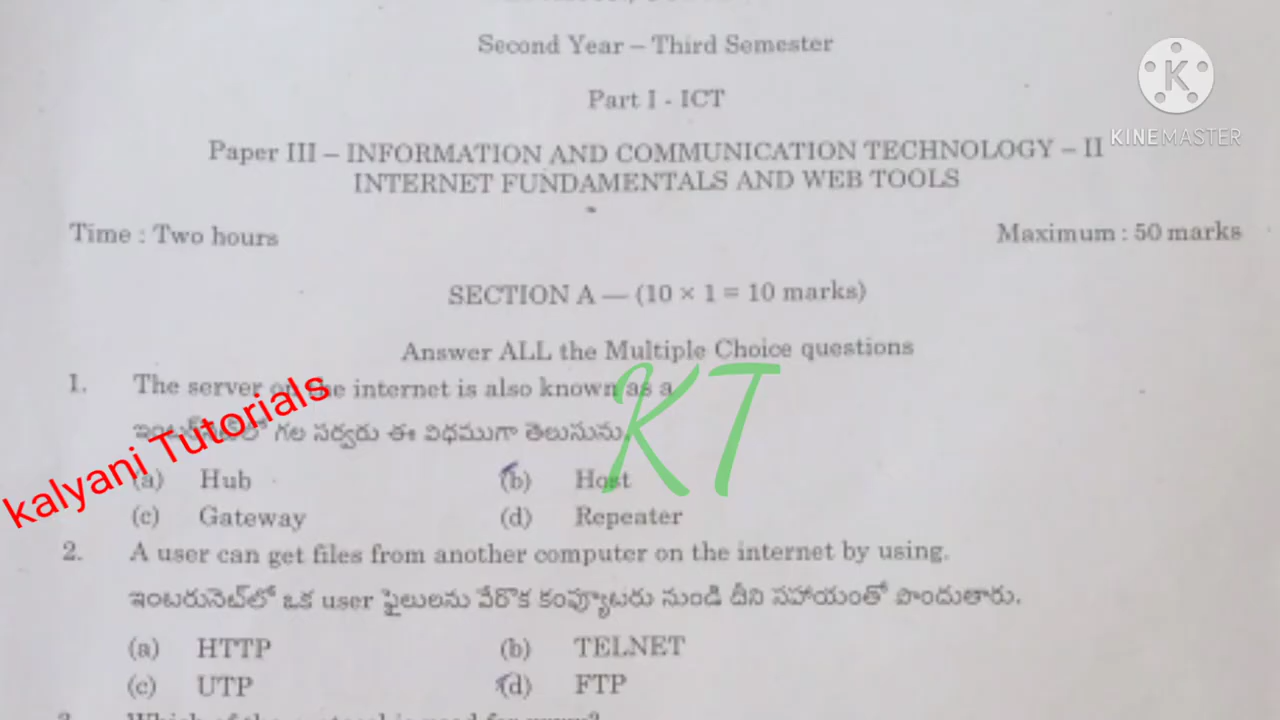 Second Year – Third Semester
Part I - ICT
Paper III – INFORMATION AND COMMUNICATION TECHNOLOGY – II
INTERNET FUNDAMENTALS AND WEB TOOLS
Time : Two hours Maximum : 50 marks
SECTION A — (10 × 1 = 10 marks)
Answer ALL the Multiple Choice questions
1. The server on the internet is also known as a
ఇంటర్నెట్‌లో గల సర్వరు ఈ విధముగా తెలుసును.
(a) Hub (b) Host
(c) Gateway (d) Repeater
2. A user can get files from another computer on the internet by using.
ఇంటరునెట్‌లో ఒక user ఫైలులను వేరొక కంప్యూటరు నుండి దీని సహాయంతో పొందుతారు.
(a) HTTP (b) TELNET
(c) UTP (d) FTP
KINEMASTER
K
kalyani Tutorials
KT